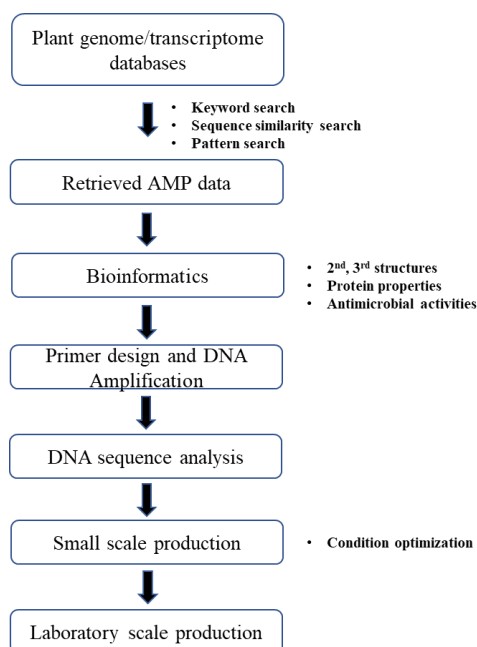 Plant genome/transcriptome
databases
• Keyword search
• Sequence similarity search
• Pattern search
Retrieved AMP data
Bioinformatics
• 2nd, 3rd structures
• Protein properties
• Antimicrobial activities
Primer design and DNA
Amplification
DNA sequence analysis
Small scale production
• Condition optimization
Laboratory scale production